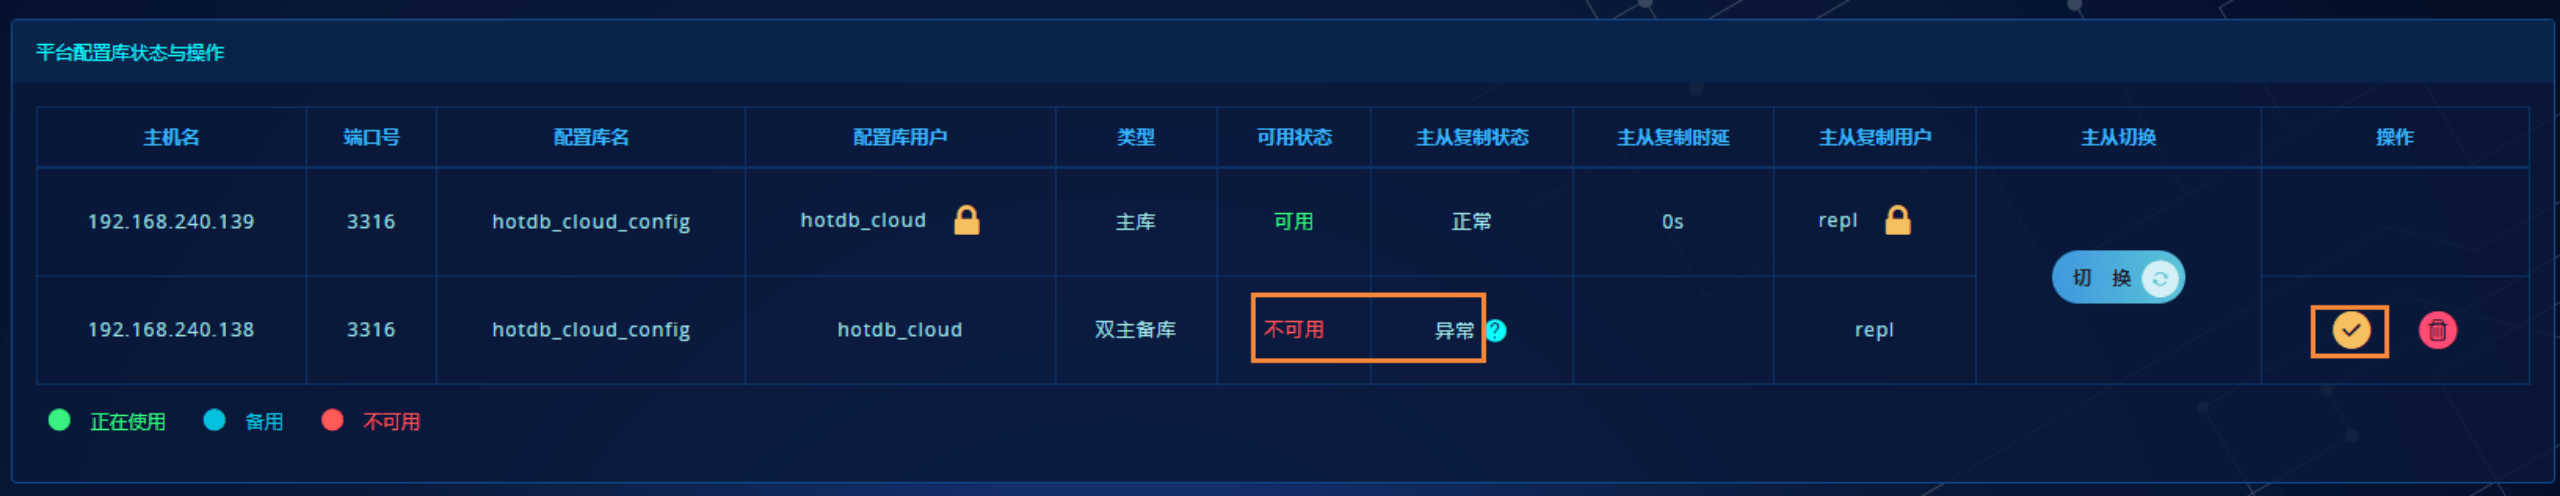 平台配置库状态与操作
主机名 端口号 配置库名 配置库用户 类型 可用状态 主从复制状态 主从复制时延 主从复制用户 主从切换 操作
192.168.240.139 3316 hotdb_cloud_config hotdb_cloud 主库 可用 正常 0s repl
切 换
192.168.240.138 3316 hotdb_cloud_config hotdb_cloud 双主备库 不可用 异常 ? repl
正在使用 备用 不可用